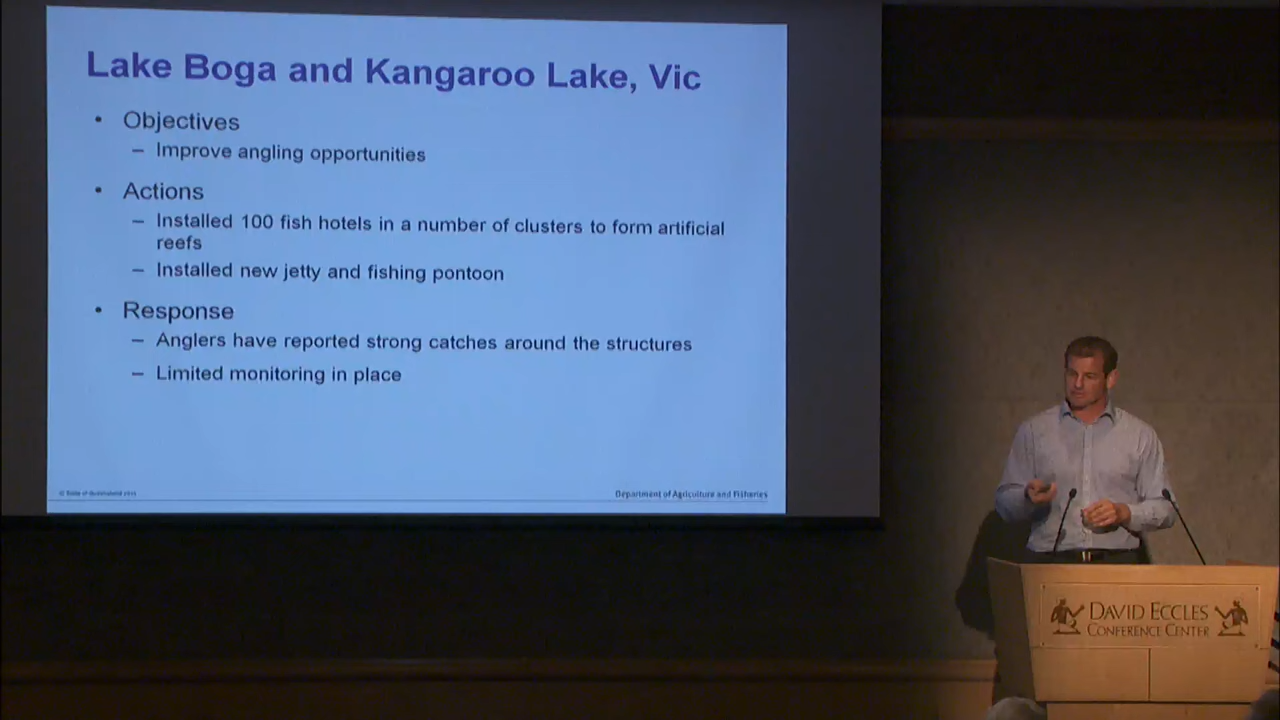 Lake Boga and Kangaroo Lake, Vic
• Objectives
– Improve angling opportunities
• Actions
– Installed 100 fish hotels in a number of clusters to form artificial
reefs
– Installed new jetty and fishing pontoon
• Response
– Anglers have reported strong catches around the structures
– Limited monitoring in place
Department of Agriculture and Fisheries
DAVID ECCLES
CONFERENCE CENTER